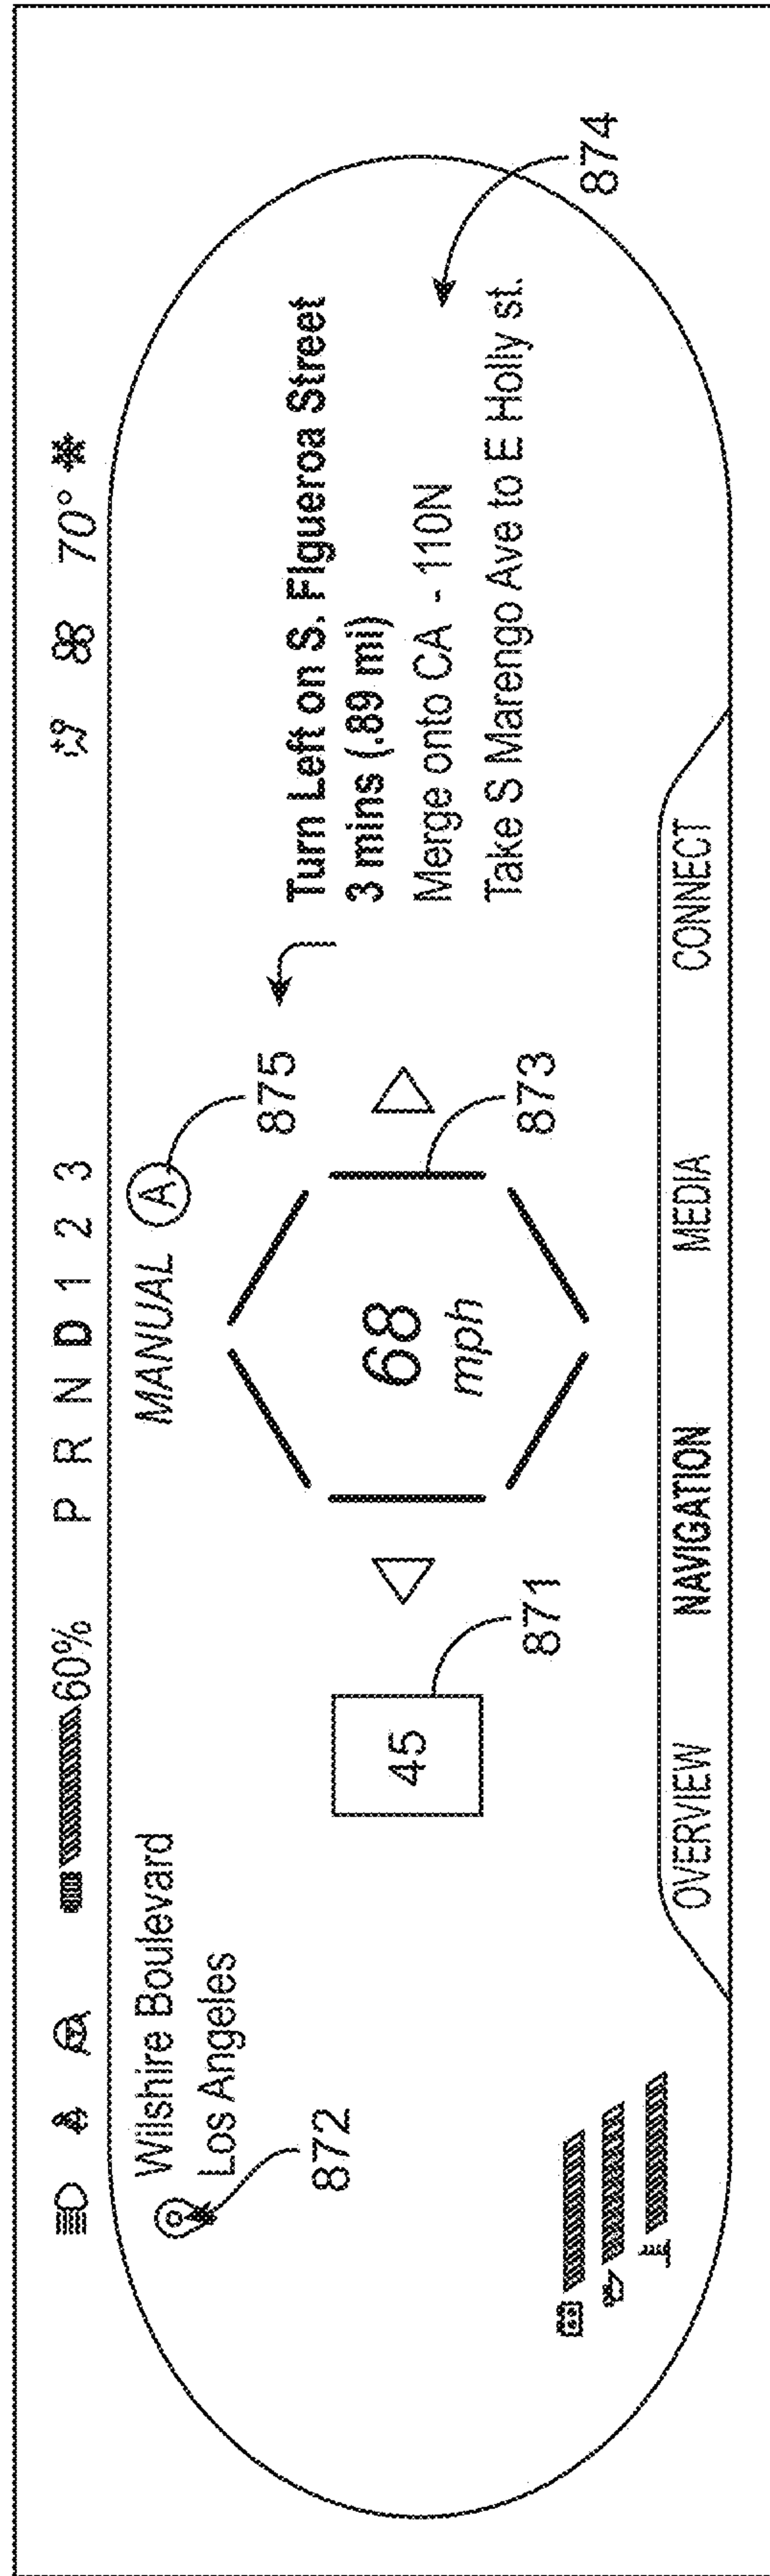 60%
P R N D 1 2 3
70°
Wilshire Boulevard
Los Angeles
872
MANUAL A
875
45
871
68
mph
873
Turn Left on S. Figueroa Street
3 mins (.89 mi)
Merge onto CA - 110N
Take S Marengo Ave to E Holly st.
874
OVERVIEW NAVIGATION MEDIA CONNECT